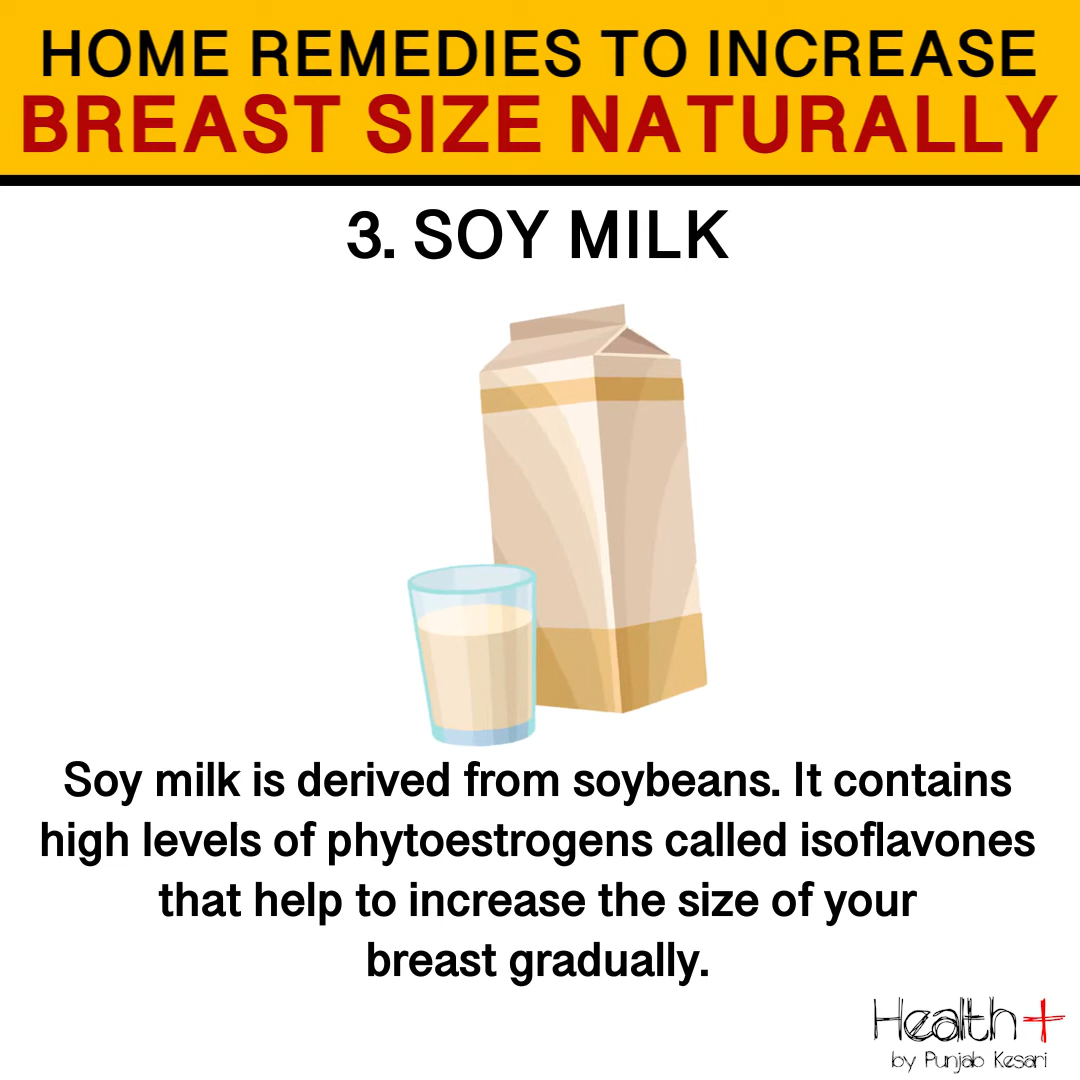 HOME REMEDIES TO INCREASE
BREAST SIZE NATURALLY
3. SOY MILK
Soy milk is derived from soybeans. It contains
high levels of phytoestrogens called isoflavones
that help to increase the size of your
breast gradually.
Health+
by Punjab Kesari